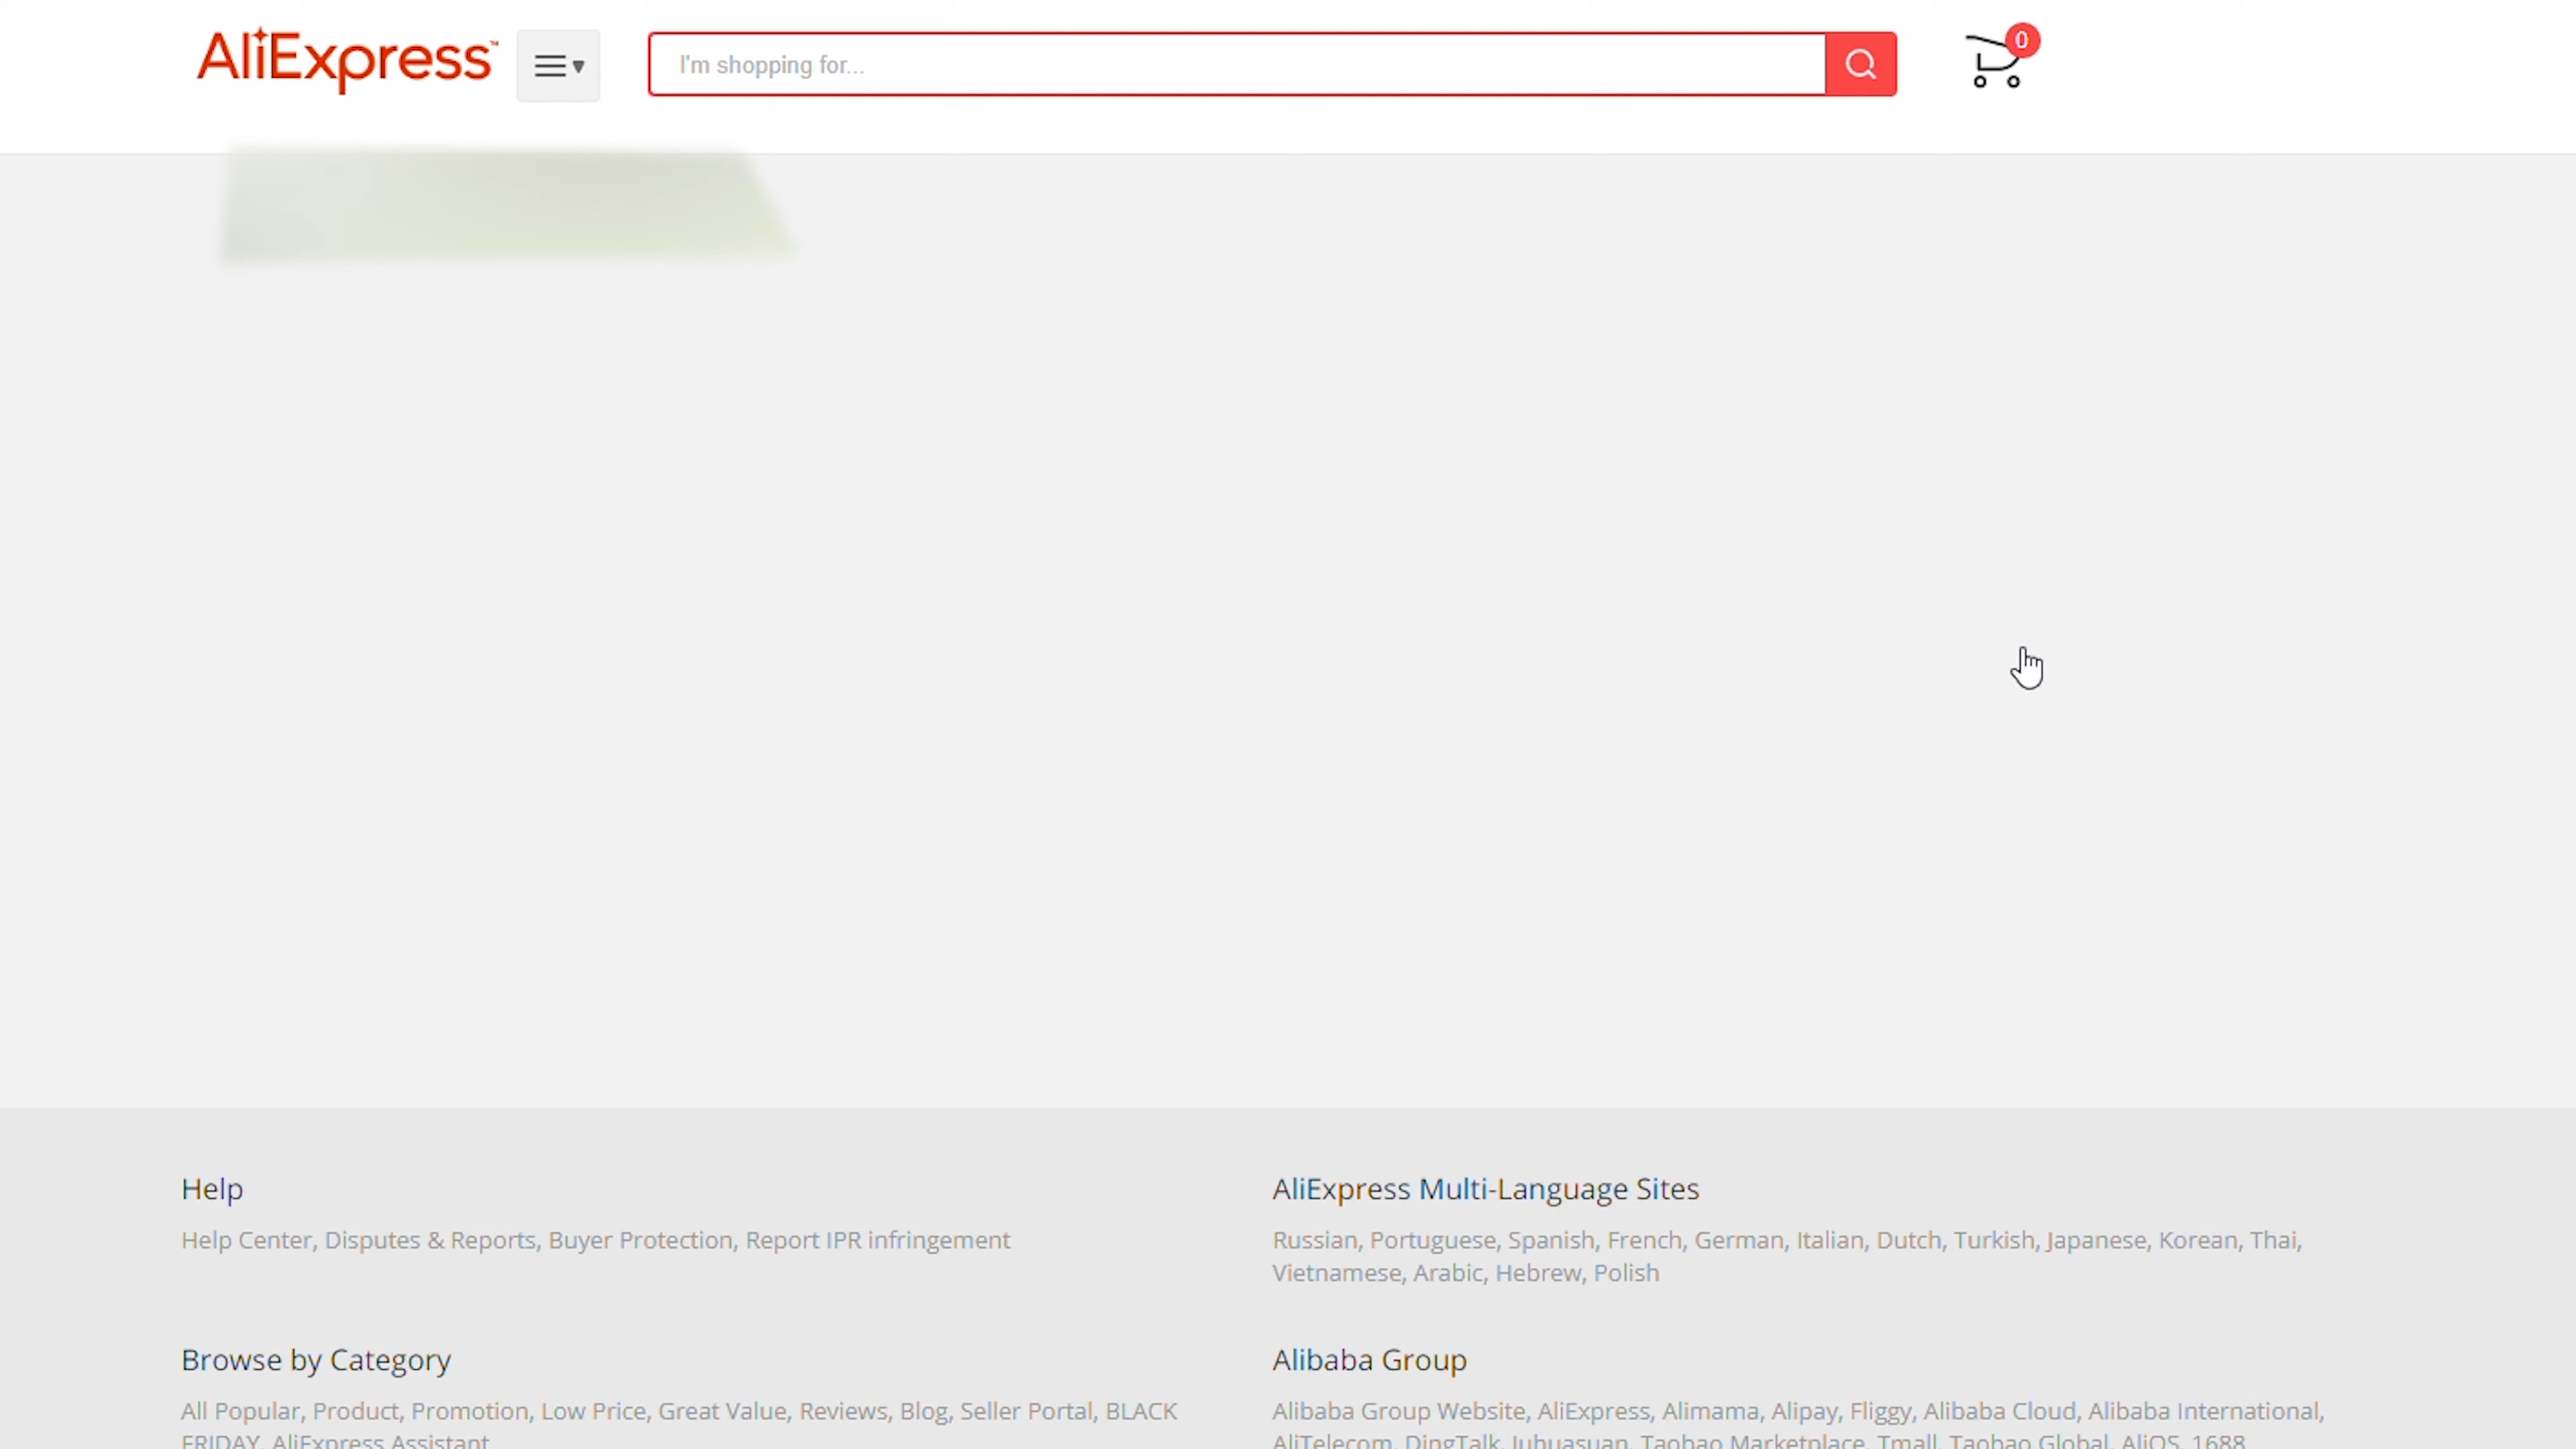 AliExpress™
I'm shopping for...
0
Help
Help Center, Disputes & Reports, Buyer Protection, Report IPR infringement
AliExpress Multi-Language Sites
Russian, Portuguese, Spanish, French, German, Italian, Dutch, Turkish, Japanese, Korean, Thai,
Vietnamese, Arabic, Hebrew, Polish
Browse by Category
All Popular, Product, Promotion, Low Price, Great Value, Reviews, Blog, Seller Portal, BLACK
FRIDAY, AliExpress Assistant
Alibaba Group
Alibaba Group Website, AliExpress, Alimama, Alipay, Fliggy, Alibaba Cloud, Alibaba International,
AliTelecom, DingTalk, Juhuasuan, Taobao Marketplace, Tmall, Taobao Global, AliOS, 1688